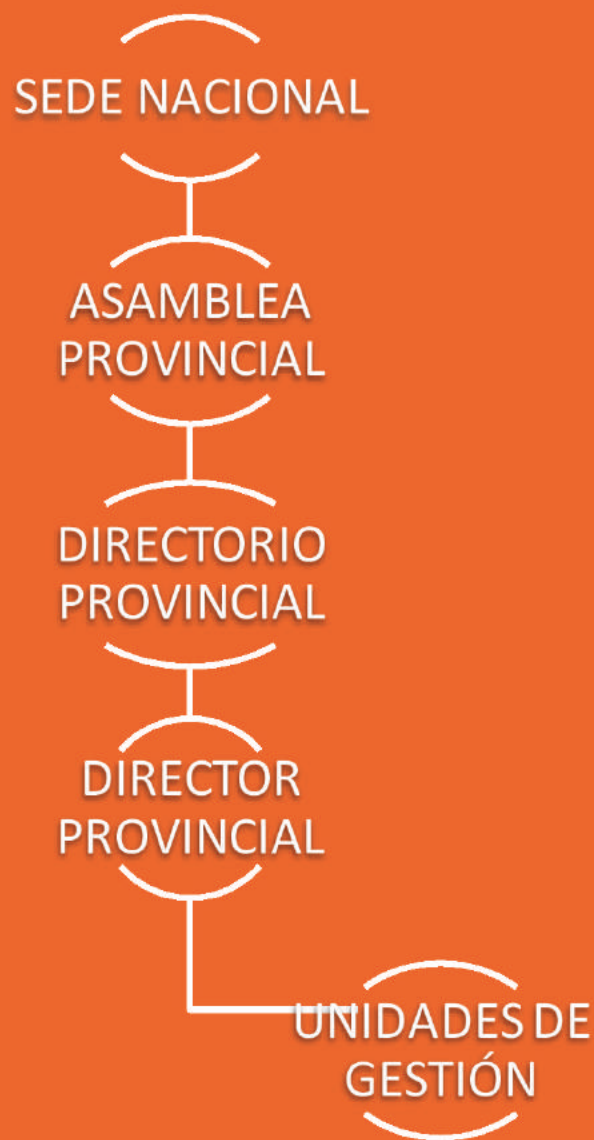 SEDE NACIONAL
ASAMBLEA
PROVINCIAL
DIRECTORIO
PROVINCIAL
DIRECTOR
PROVINCIAL
UNIDADES DE
GESTIÓN